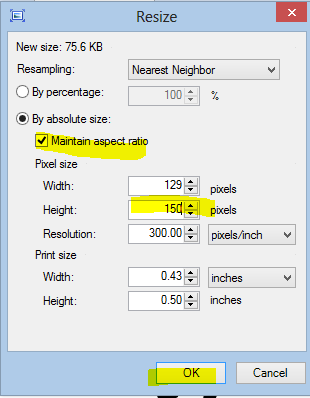 Resize
New size: 75.6 KB
Resampling: Nearest Neighbor
By percentage: 100 %
By absolute size:
Maintain aspect ratio
Pixel size
Width: 129 pixels
Height: 150 pixels
Resolution: 300.00 pixels/inch
Print size
Width: 0.43 inches
Height: 0.50 inches
OK Cancel